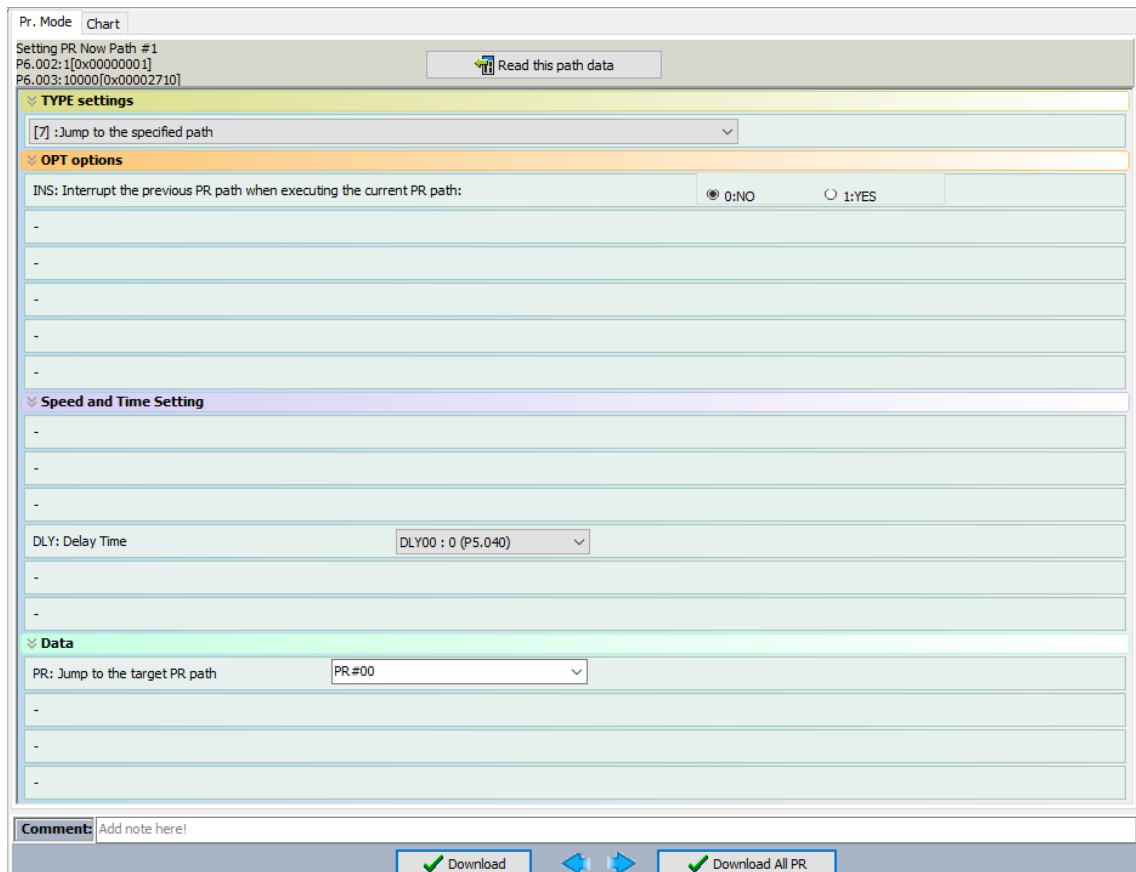 Pr. Mode Chart
Setting PR Now Path #1
P6.002:1[0x00000001]
Read this path data
P6.003:10000[0x00002710]
TYPE settings
[7] :Jump to the specified path
OPT options
INS: Interrupt the previous PR path when executing the current PR path: 0:NO 1:YES
-
-
-
-
-
Speed and Time Setting
-
-
-
DLY: Delay Time DLY00 : 0 (P5.040)
-
-
Data
PR: Jump to the target PR path PR#00
-
-
-
Comment: Add note here!
Download Download All PR